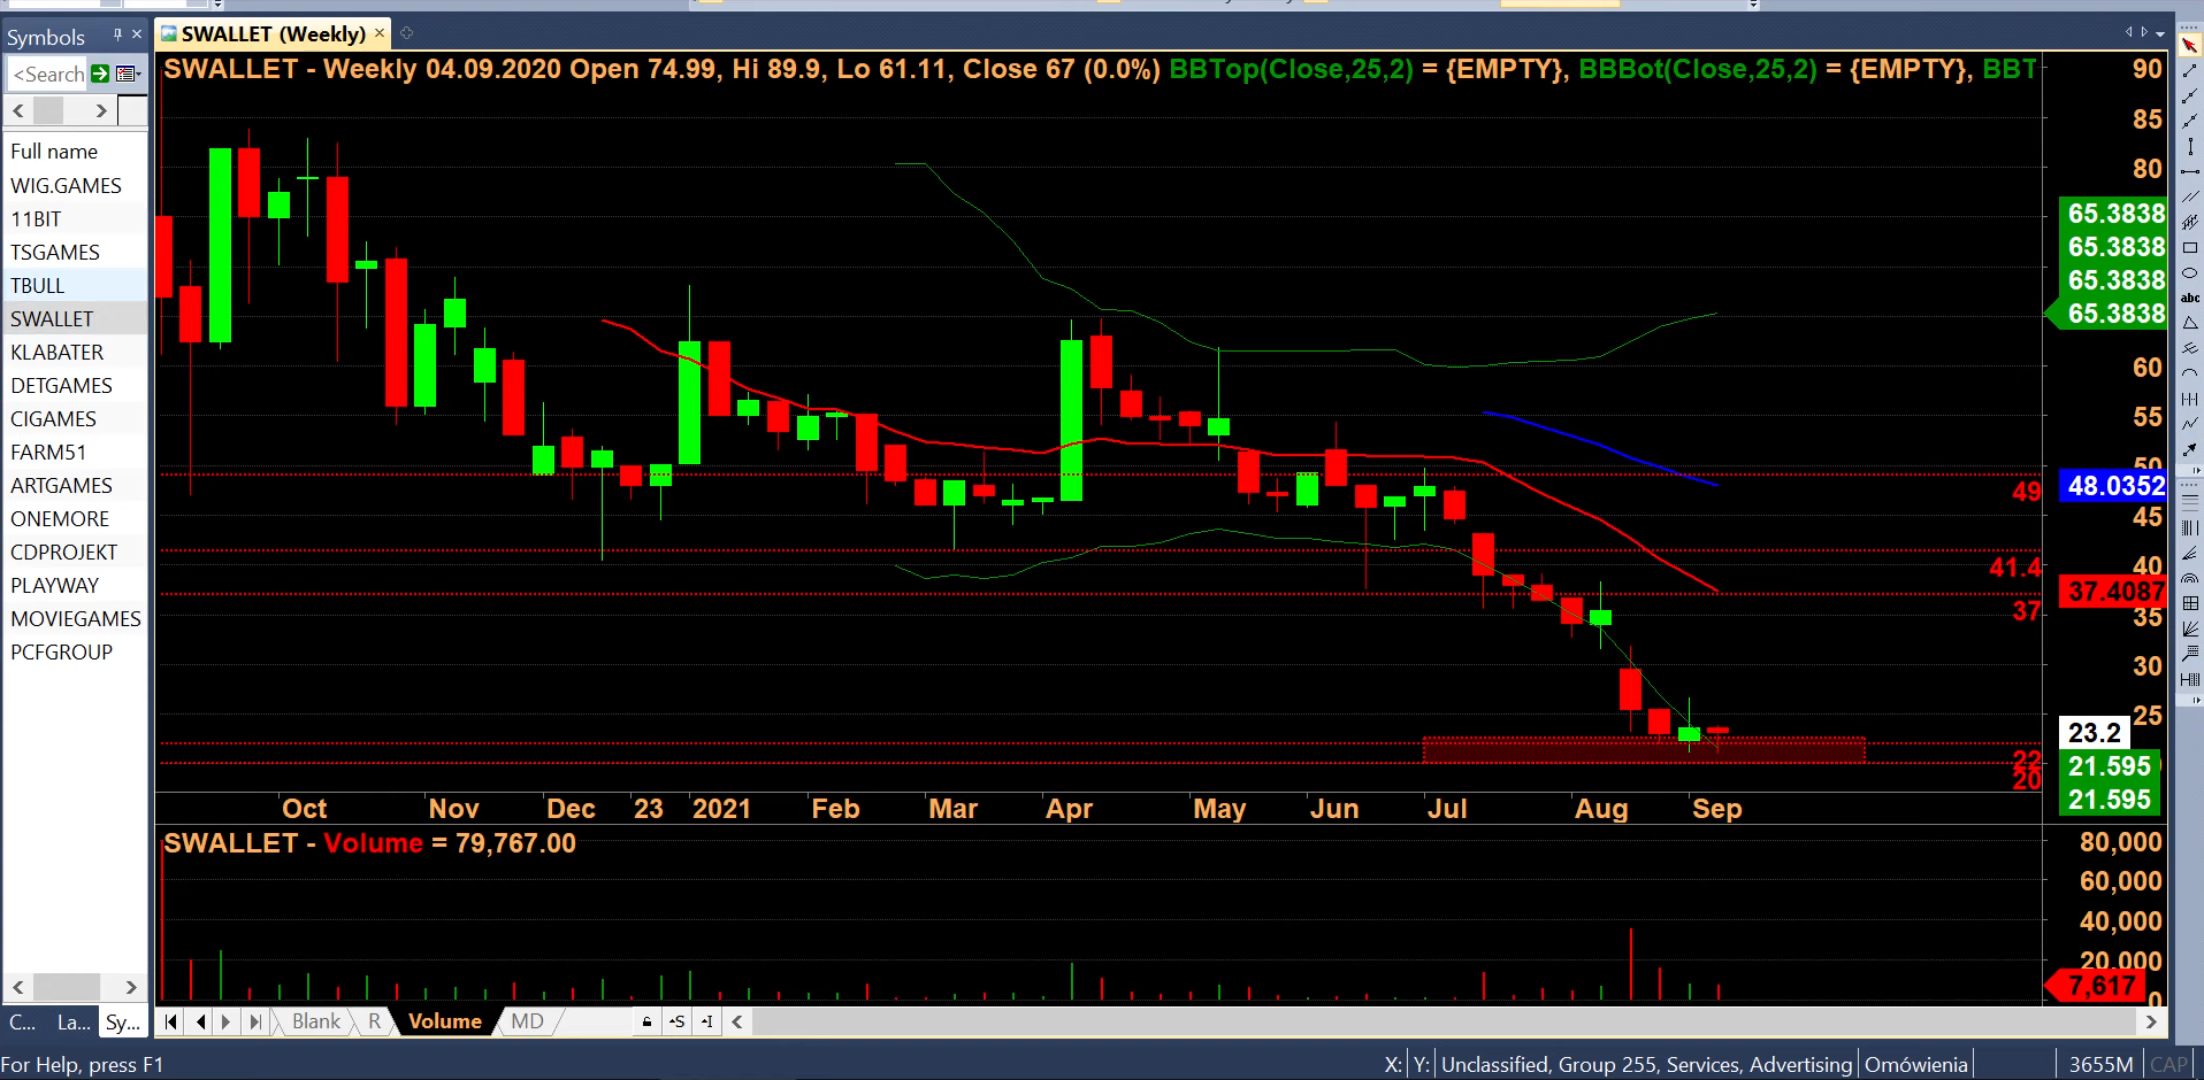 Symbols
<Search
Full name
WIG.GAMES
11BIT
TSGAMES
TBULL
SWALLET
KLABATER
DETGAMES
CIGAMES
FARM51
ARTGAMES
ONEMORE
CDPROJEKT
PLAYWAY
MOVIEGAMES
PCFGROUP
C... La... Sy...
SWALLET (Weekly)
SWALLET - Weekly 04.09.2020 Open 74.99, Hi 89.9, Lo 61.11, Close 67 (0.0%) BBTop(Close,25,2) = {EMPTY}, BBBot(Close,25,2) = {EMPTY}, BBT
90
85
80
65.3838
65.3838
65.3838
65.3838
60
55
50
49
48.0352
45
41.4
40
37.4087
37
35
30
25
23.2
22
20
21.595
21.595
Oct Nov Dec 23 2021 Feb Mar Apr May Jun Jul Aug Sep
SWALLET - Volume = 79,767.00
80,000
60,000
40,000
20,000
7,617
0
Blank R Volume MD
S I
abc
For Help, press F1
X: Y: Unclassified, Group 255, Services, Advertising Omówienia 3655M CAP